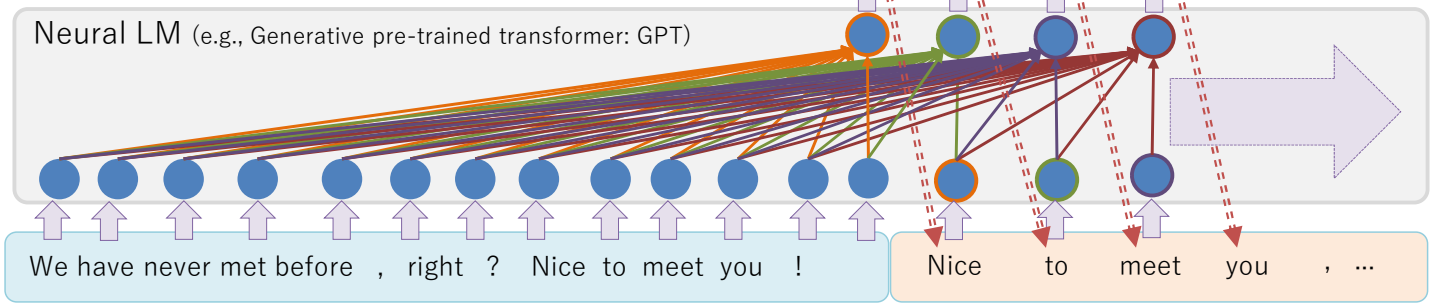 Neural LM (e.g., Generative pre-trained transformer: GPT)
We have never met before , right ? Nice to meet you ! Nice to meet you , ...